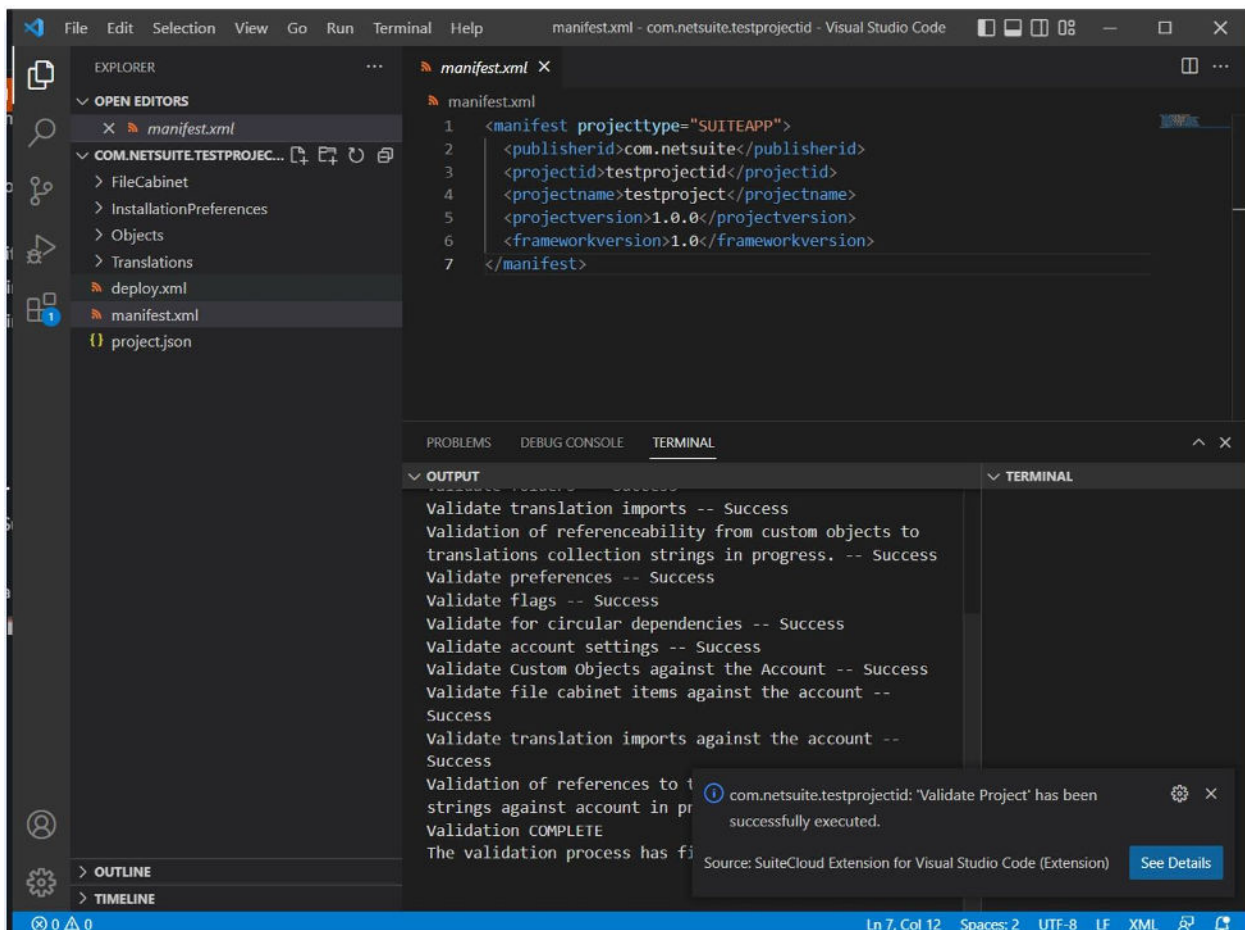 File Edit Selection View Go Run Terminal Help manifest.xml - com.netsuite.testprojectid - Visual Studio Code
EXPLORER
OPEN EDITORS
manifest.xml
COM.NETSUITE.TESTPROJEC...
FileCabinet
InstallationPreferences
Objects
Translations
deploy.xml
manifest.xml
{} project.json
OUTLINE
TIMELINE
1
manifest.xml
manifest.xml
1 <manifest projecttype="SUITEAPP">
2 <publisherid>com.netsuite</publisherid>
3 <projectid>testprojectid</projectid>
4 <projectname>testproject</projectname>
5 <projectversion>1.0.0</projectversion>
6 <frameworkversion>1.0</frameworkversion>
7 </manifest>
PROBLEMS DEBUG CONSOLE TERMINAL
OUTPUT
TERMINAL
Validate translation imports -- Success
Validation of referenceability from custom objects to
translations collection strings in progress. -- Success
Validate preferences -- Success
Validate flags -- Success
Validate for circular dependencies -- Success
Validate account settings -- Success
Validate Custom Objects against the Account -- Success
Validate file cabinet items against the account --
Success
Validate translation imports against the account --
Success
Validation of references to
strings against account in
Validation COMPLETE
The validation process has
com.netsuite.testprojectid: 'Validate Project' has been
successfully executed.
Source: SuiteCloud Extension for Visual Studio Code (Extension)
See Details
0 0 Ln 7, Col 12 Spaces: 2 UTF-8 LF XML